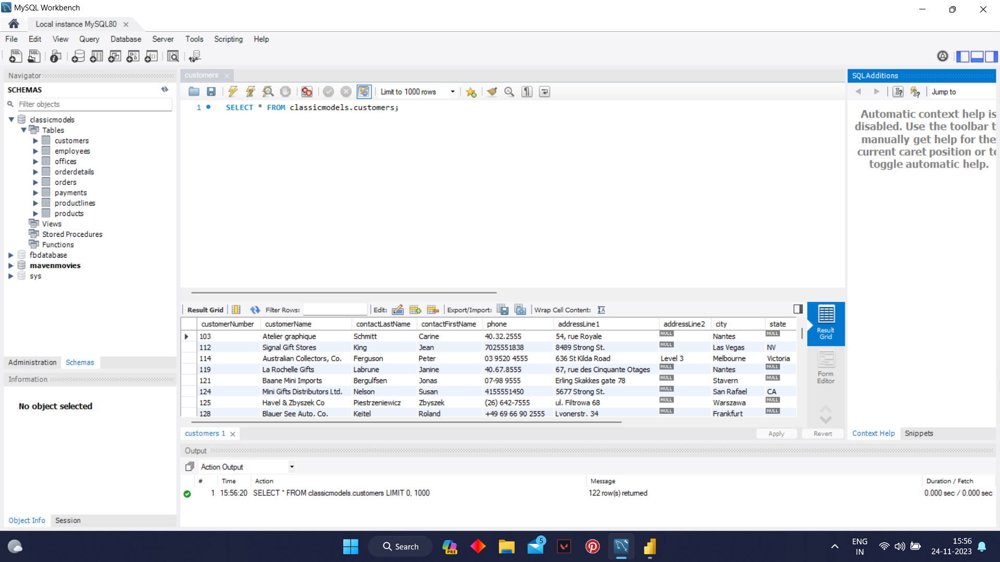 MySQL Workbench
Local instance MySQL80
File Edit View Query Database Server Tools Scripting Help
Navigator
SCHEMAS
Filter objects
classicmodels
Tables
customers
employees
offices
orderdetails
orders
payments
productlines
products
Views
Stored Procedures
Functions
fbdatabase
mavenmovies
sys
Administration Schemas
Information
No object selected
Object Info Session
customers
Limit to 1000 rows
1 SELECT * FROM classicmodels.customers;
Result Grid Filter Rows: Edit: Export/Import: Wrap Cell Content:
customerNumber customerName contactLastName contactFirstName phone addressLine1 addressLine2 city state
103 Atelier graphique Schmitt Carine 40.32.2555 54, rue Royale NULL Nantes NULL
112 Signal Gift Stores King Jean 7025551838 8489 Strong St. NULL Las Vegas NV
114 Australian Collectors, Co. Ferguson Peter 03 9520 4555 636 St Kilda Road Level 3 Melbourne Victoria
119 La Rochelle Gifts Labrune Janine 40.67.8555 67, rue des Cinquante Otages NULL Nantes NULL
121 Baane Mini Imports Bergulfsen Jonas 07-98 9555 Erling Skakkes gate 78 NULL Stavern NULL
124 Mini Gifts Distributors Ltd. Nelson Susan 4155551450 5677 Strong St. NULL San Rafael CA
125 Havel & Zbyszek Co Piestrzeniewicz Zbyszek (26) 642-7555 ul. Filtrowa 68 NULL Warszawa NULL
128 Blauer See Auto, Co. Keitel Roland +49 69 66 90 2555 Lyonerstr. 34 NULL Frankfurt NULL
Result
Grid
Form
Editor
customers 1
Apply Revert
SQLAdditions
Jump to
Automatic context help is
disabled. Use the toolbar t
manually get help for the
current caret position or to
toggle automatic help.
Context Help Snippets
Output
Action Output
# Time Action Message Duration / Fetch
1 15:56:20 SELECT * FROM classicmodels.customers LIMIT 0, 1000 122 row(s) returned 0.000 sec / 0.000 sec
Search
PRE
5
ENG
IN
15:56
24-11-2023